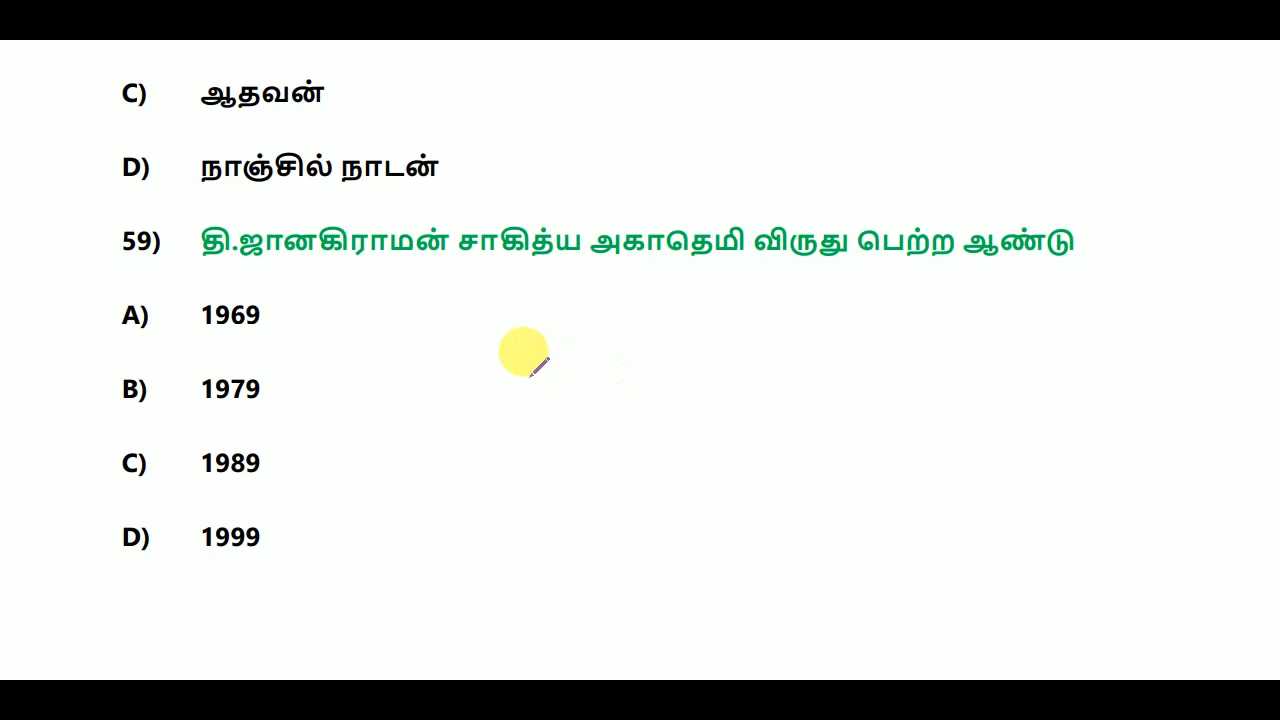 C) ஆதவன்
D) நாஞ்சில் நாடன்
59) தி.ஜானகிராமன் சாகித்ய அகாதெமி விருது பெற்ற ஆண்டு
A) 1969
B) 1979
C) 1989
D) 1999